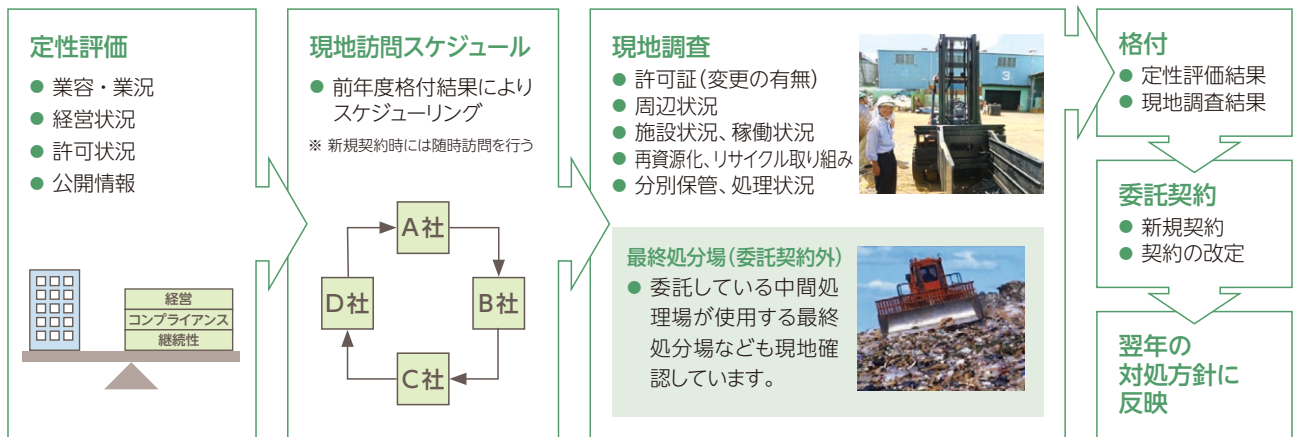 定性評価
● 業容・業況
● 経営状況
● 許可状況
● 公開情報
経営
コンプライアンス
継続性
現地訪問スケジュール
● 前年度格付結果により
スケジューリング
※ 新規契約時には随時訪問を行う
A社
B社
C社
D社
現地調査
● 許可証(変更の有無)
● 周辺状況
● 施設状況、稼働状況
● 再資源化、リサイクル取り組み
● 分別保管、処理状況
3
最終処分場(委託契約外)
● 委託している中間処
理場が使用する最終
処分場なども現地確
認しています。
格付
● 定性評価結果
● 現地調査結果
委託契約
● 新規契約
● 契約の改定
翌年の
対処方針に
反映